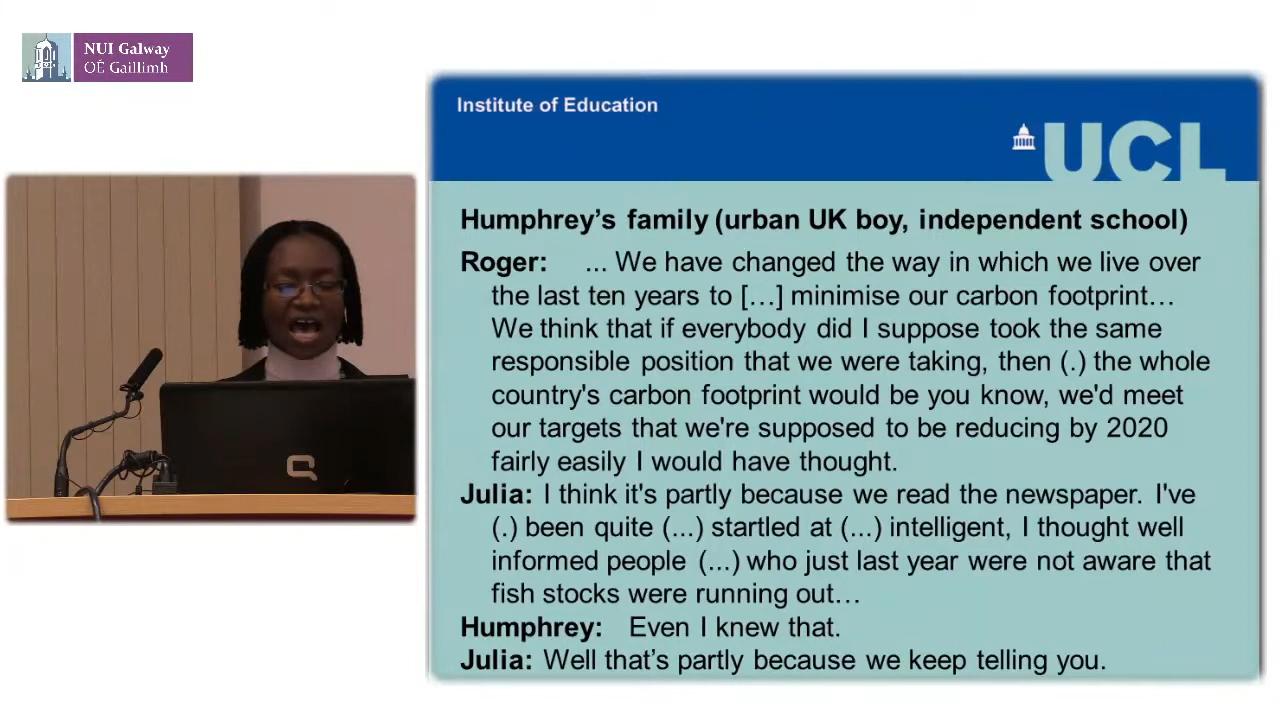 NUI Galway
OÉ Gaillimh
Institute of Education
UCL
Humphrey's family (urban UK boy, independent school)
Roger: ... We have changed the way in which we live over
the last ten years to […] minimise our carbon footprint…
We think that if everybody did I suppose took the same
responsible position that we were taking, then (.) the whole
country's carbon footprint would be you know, we'd meet
our targets that we're supposed to be reducing by 2020
fairly easily I would have thought.
Julia: I think it's partly because we read the newspaper. I've
(.) been quite (...) startled at (...) intelligent, I thought well
informed people (...) who just last year were not aware that
fish stocks were running out…
Humphrey: Even I knew that.
Julia: Well that's partly because we keep telling you.